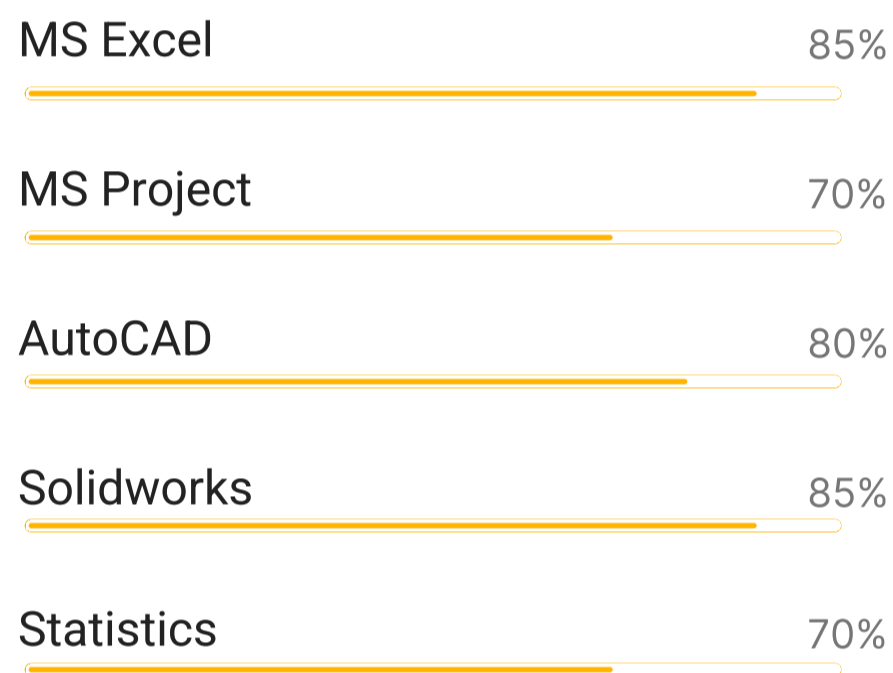 MS Excel 85%
MS Project 70%
AutoCAD 80%
Solidworks 85%
Statistics 70%